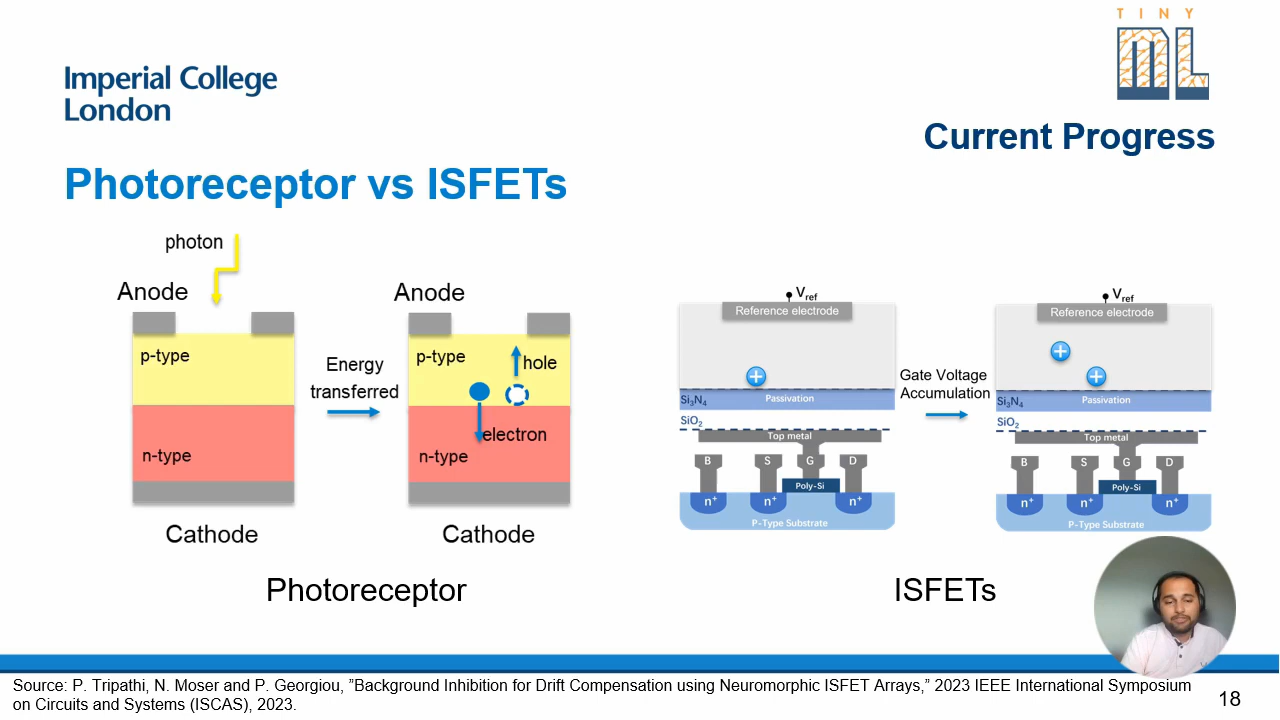 TINY
ML
Imperial College
London
Current Progress
Photoreceptor vs ISFETs
photon
Anode
p-type
n-type
Cathode
Energy
transferred
Anode
p-type
hole
electron
n-type
Cathode
Photoreceptor
Vref
Reference electrode
Si3N4
Passivation
SiO2
Top metal
B S G D
Poly-Si
n+ n+ n+
P-Type Substrate
Gate Voltage
Accumulation
Vref
Reference electrode
Si3N4
Passivation
SiO2
Top metal
B S G D
Poly-Si
n+ n+ n+
P-Type Substrate
ISFETs
Source: P. Tripathi, N. Moser and P. Georgiou, ”Background Inhibition for Drift Compensation using Neuromorphic ISFET Arrays,” 2023 IEEE International Symposium
on Circuits and Systems (ISCAS), 2023.
18